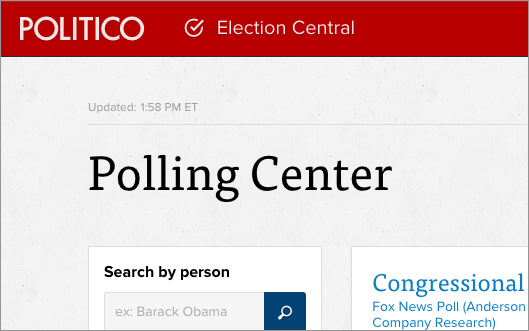 POLITICO
Election Central
Updated: 1:58 PM ET
Polling Center
Search by person
ex: Barack Obama
Congressional
Fox News Poll (Anderson
Company Research)